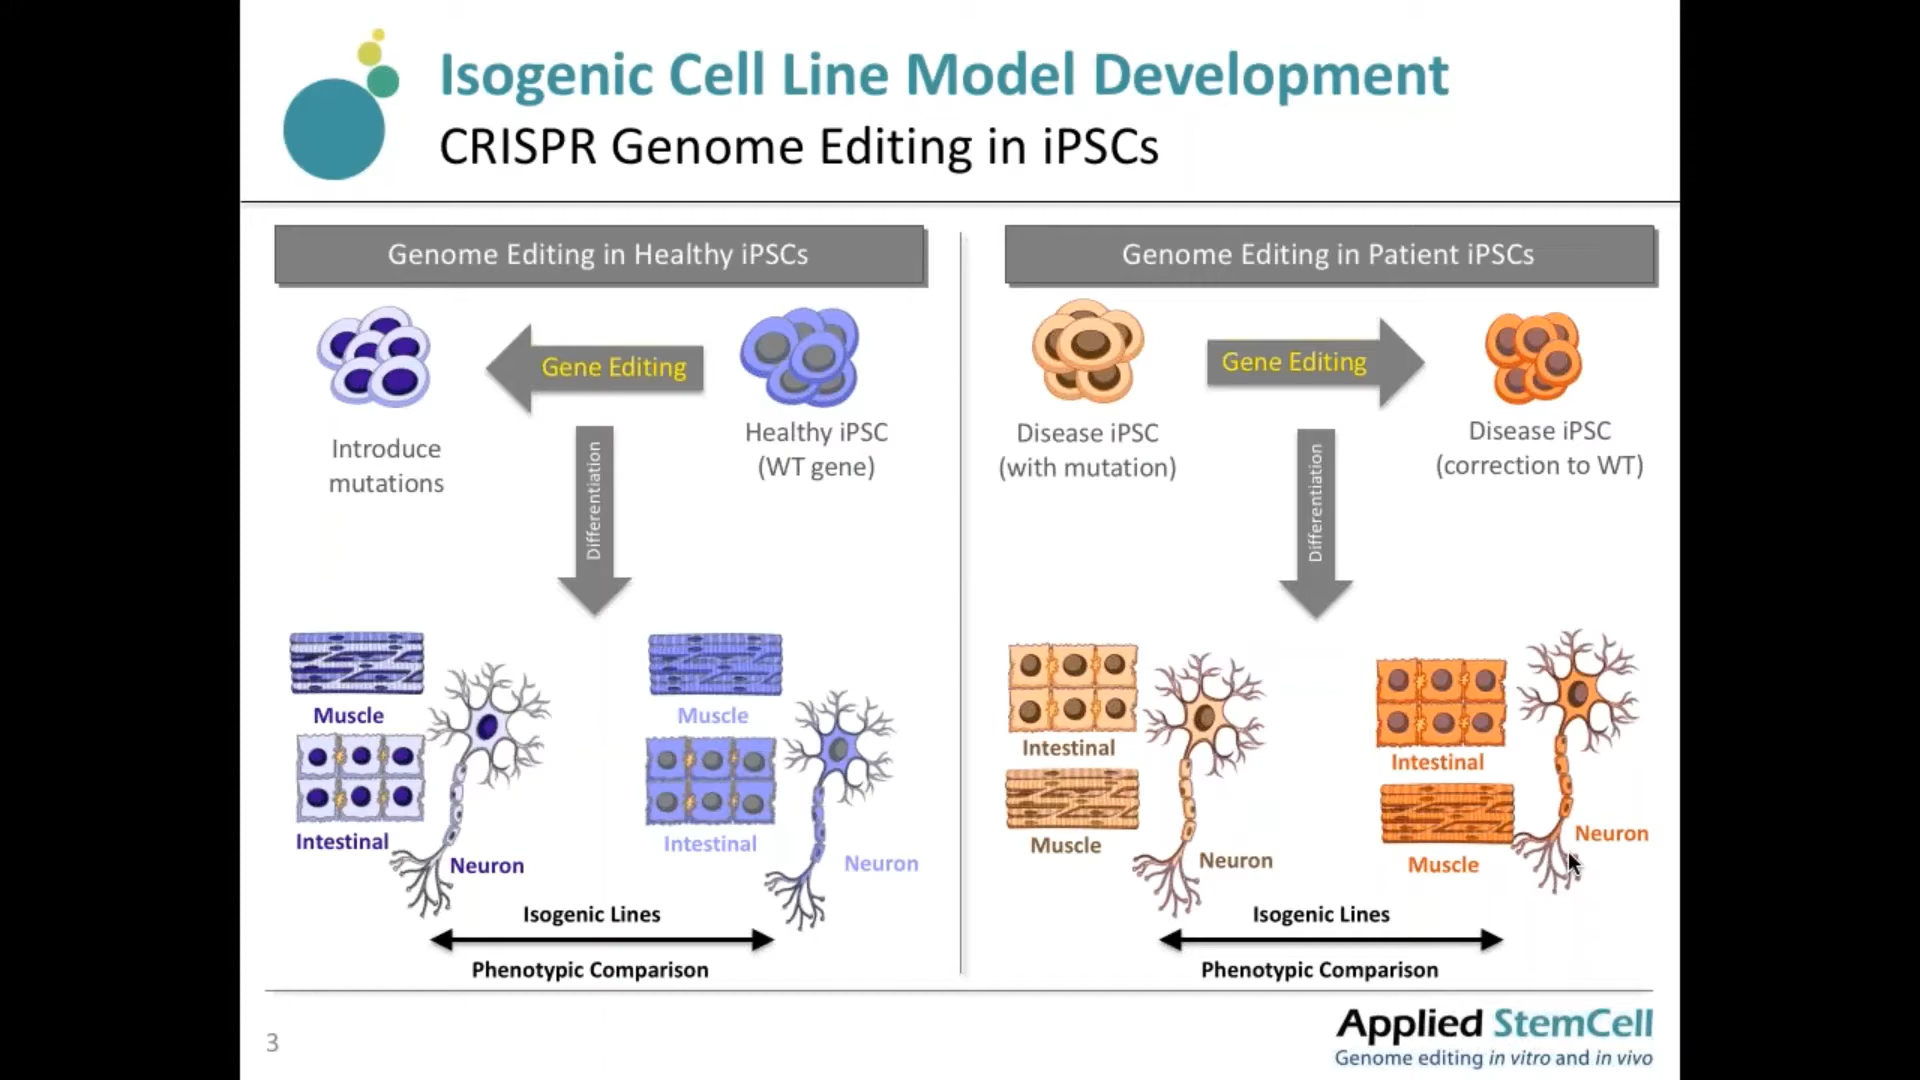 Isogenic Cell Line Model Development
CRISPR Genome Editing in iPSCs
Genome Editing in Healthy iPSCs
Gene Editing
Introduce
mutations
Healthy iPSC
(WT gene)
Differentiation
Muscle
Intestinal
Neuron
Muscle
Intestinal
Neuron
Isogenic Lines
Phenotypic Comparison
Genome Editing in Patient iPSCs
Gene Editing
Disease iPSC
(with mutation)
Disease iPSC
(correction to WT)
Differentiation
Intestinal
Muscle
Neuron
Intestinal
Muscle
Neuron
Isogenic Lines
Phenotypic Comparison
3
Applied StemCell
Genome editing in vitro and in vivo